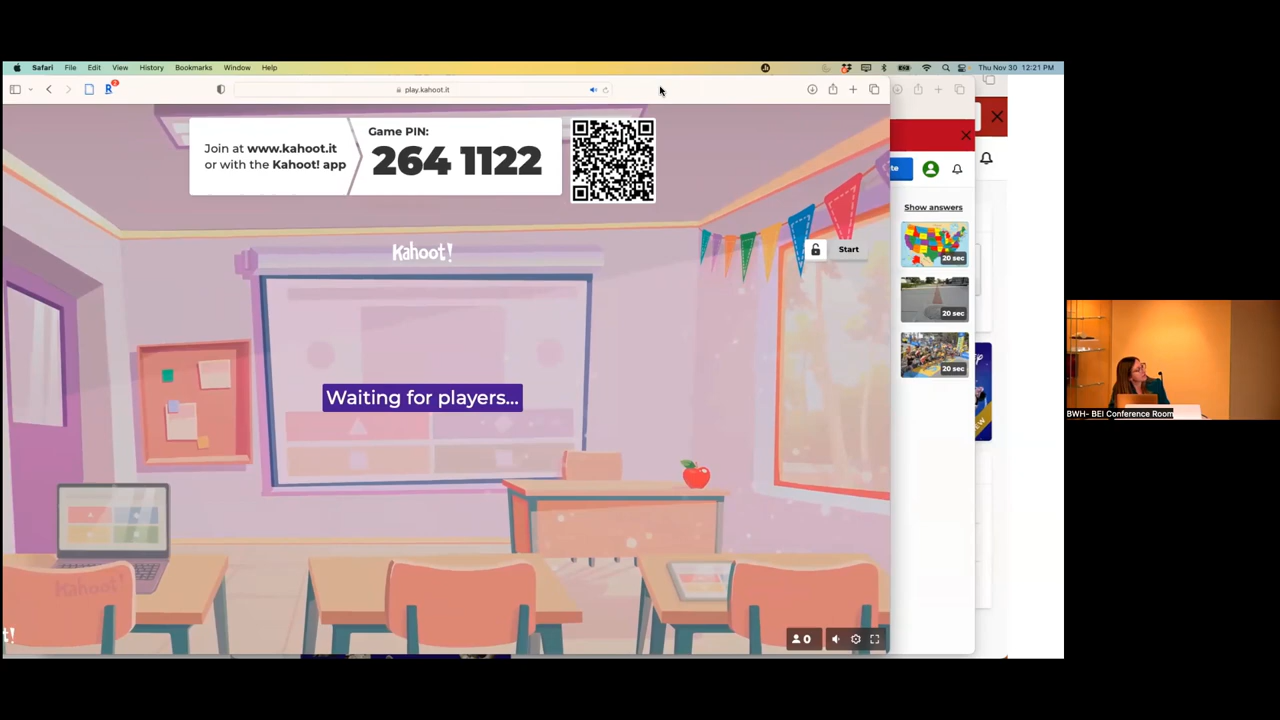 Safari File Edit View History Bookmarks Window Help
Thu Nov 30 12:21 PM
play.kahoot.it
Join at www.kahoot.it
or with the Kahoot! app
Game PIN:
264 1122
Show answers
20 sec
Kahoot!
Start
20 sec
20 sec
Waiting for players...
BWH- BEI Conference Room
Kahoot!
t!
0